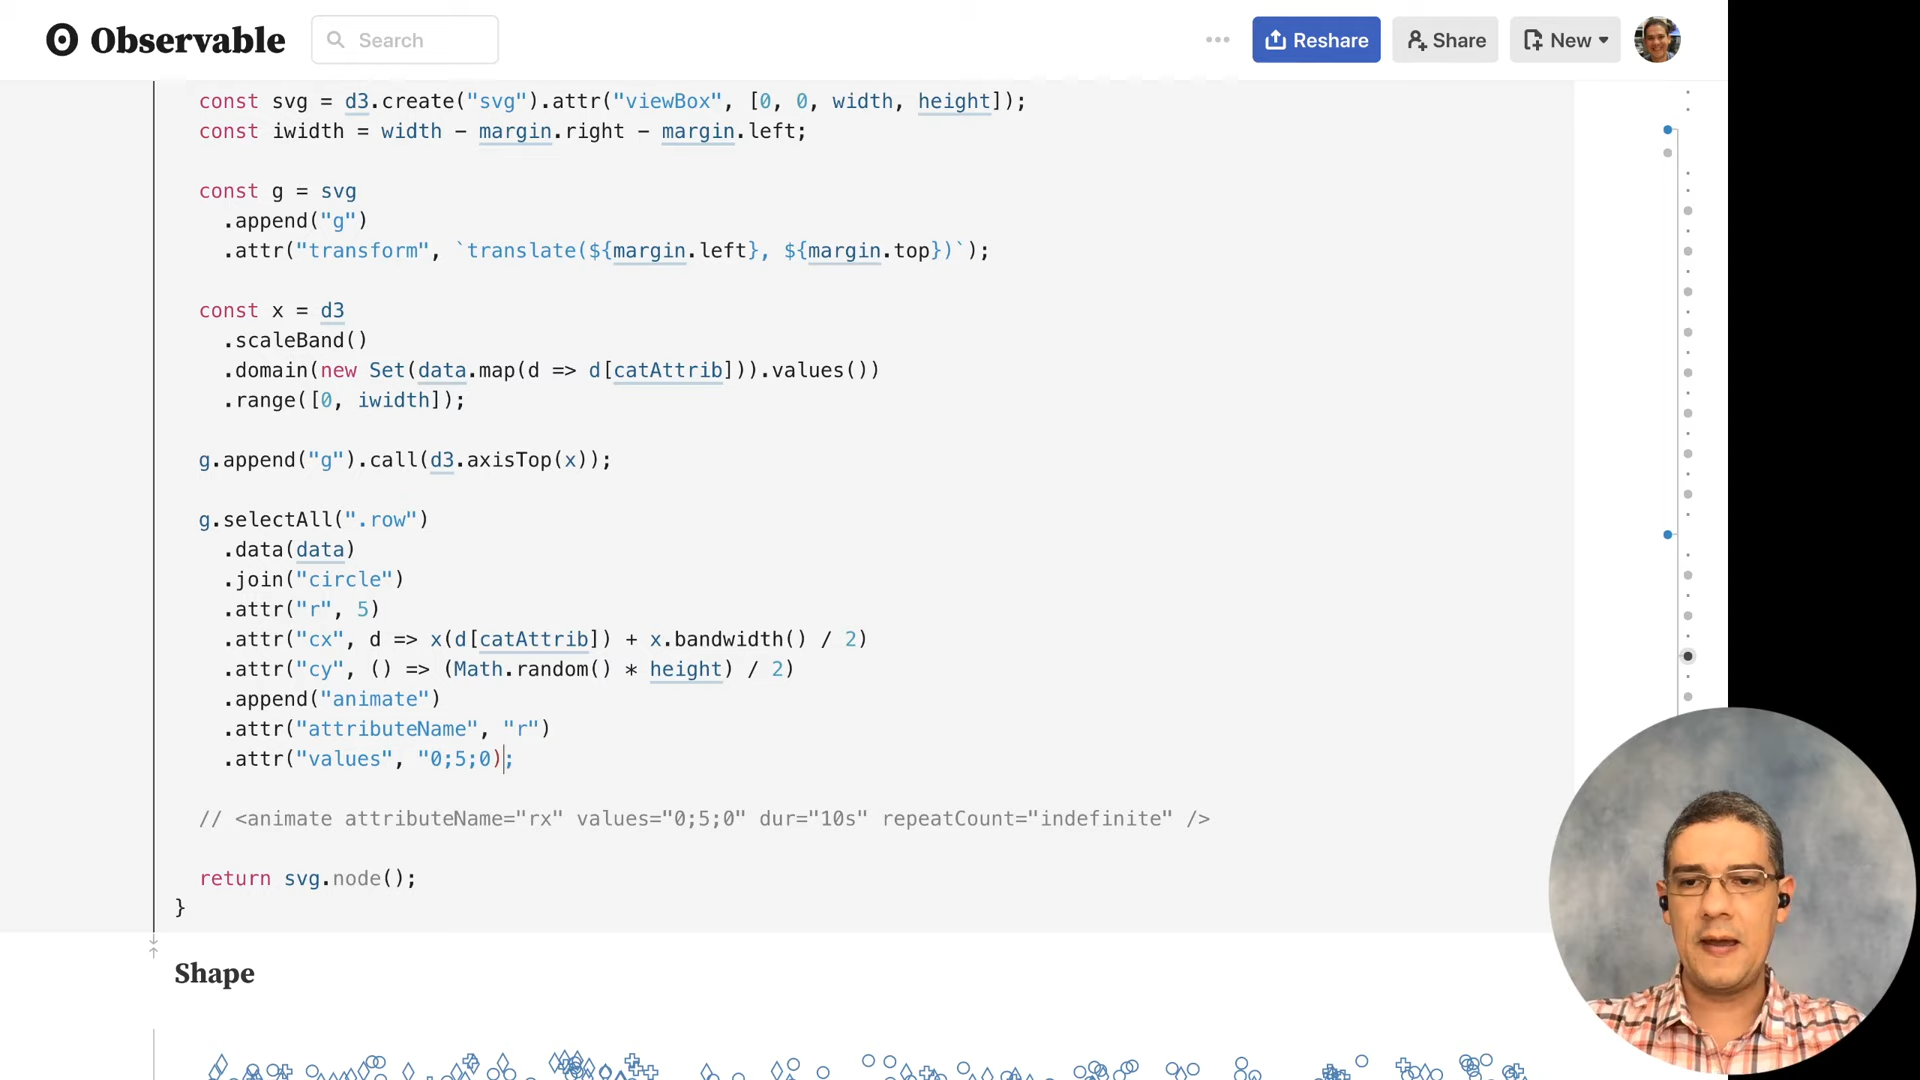 Observable
Search
Reshare
Share
New
const svg = d3.create("svg").attr("viewBox", [0, 0, width, height]);
const iwidth = width - margin.right - margin.left;
const g = svg
.append("g")
.attr("transform", `translate(${margin.left}, ${margin.top})`);
const x = d3
.scaleBand()
.domain(new Set(data.map(d => d[catAttrib])).values())
.range([0, iwidth]);
g.append("g").call(d3.axisTop(x));
g.selectAll(".row")
.data(data)
.join("circle")
.attr("r", 5)
.attr("cx", d => x(d[catAttrib]) + x.bandwidth() / 2)
.attr("cy", () => (Math.random() * height) / 2)
.append("animate")
.attr("attributeName", "r")
.attr("values", "0;5;0);
// <animate attributeName="rx" values="0;5;0" dur="10s" repeatCount="indefinite" />
return svg.node();
}
Shape